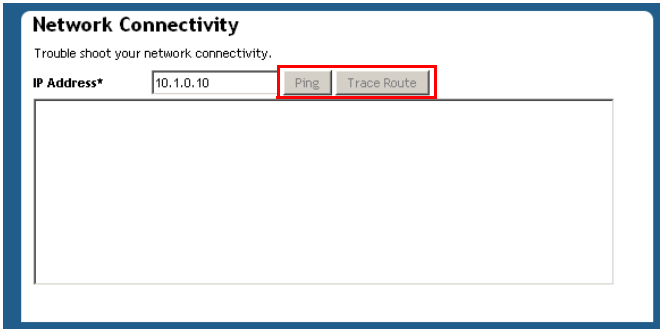 Network Connectivity
Trouble shoot your network connectivity.
IP Address* 10.1.0.10 Ping Trace Route